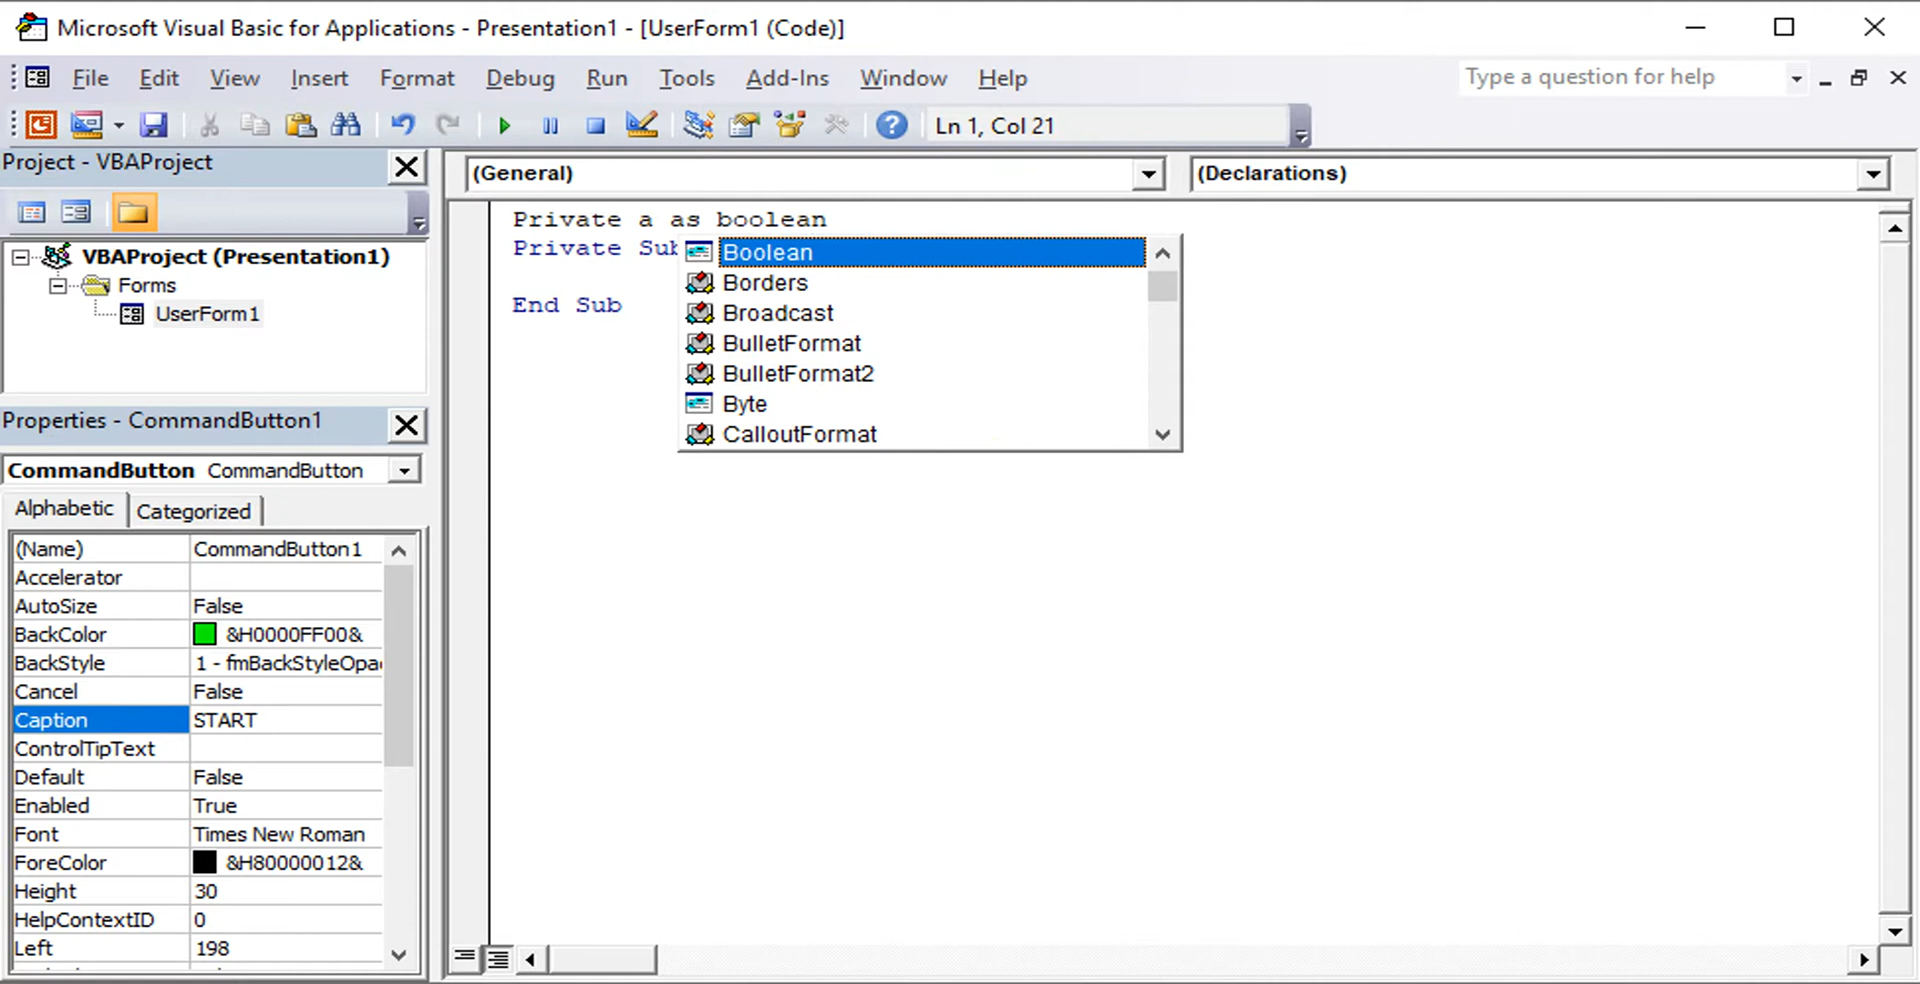 Microsoft Visual Basic for Applications - Presentation1 - [UserForm1 (Code)]
File Edit View Insert Format Debug Run Tools Add-Ins Window Help Type a question for help
Ln 1, Col 21
Project - VBAProject
(General) (Declarations)
VBAProject (Presentation1)
Forms
UserForm1
Private a as boolean
Private Sub
End Sub
Boolean
Borders
Broadcast
BulletFormat
BulletFormat2
Byte
CalloutFormat
Properties - CommandButton1
CommandButton CommandButton
Alphabetic Categorized
(Name) CommandButton1
Accelerator
AutoSize False
BackColor &H0000FF00&
BackStyle 1 - fmBackStyleOpa
Cancel False
Caption START
ControlTipText
Default False
Enabled True
Font Times New Roman
ForeColor &H80000012&
Height 30
HelpContextID 0
Left 198